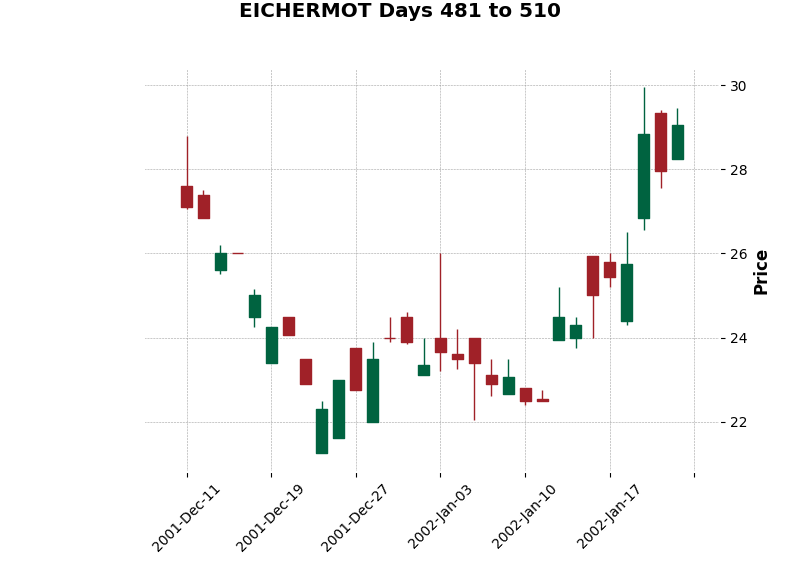 EICHERMOT Days 481 to 510
30
28
26
24
22
Price
2001-Dec-11
2001-Dec-19
2001-Dec-27
2002-Jan-03
2002-Jan-10
2002-Jan-17